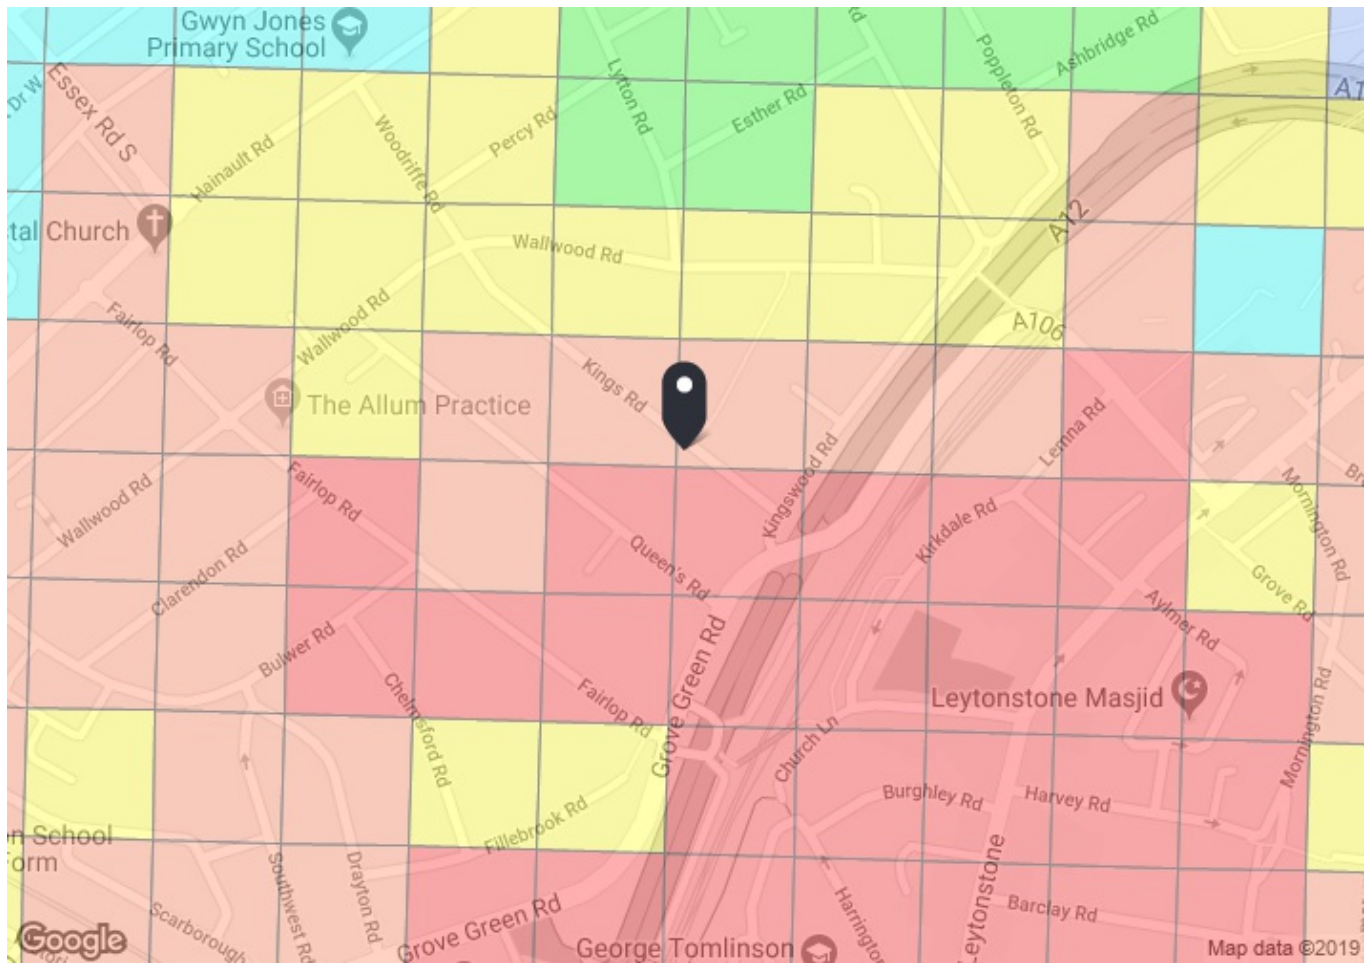 Gwyn Jones
Primary School
Rd
Poppleton Rd
Ashbridge Rd
Dr W
Essex Rd S
Lytton Rd
Esther Rd
A1
Woodriffe Rd
Percy Rd
Hainault Rd
tal Church
Wallwood Rd
A12
Fairlop Rd
Wallwood Rd
A106
The Allum Practice
Kings Rd
Kingswood Rd
Lemna Rd
Wallwood Rd
Fairlop Rd
Mornington Rd
Br
Clarendon Rd
Queen's Rd
Kirkdale Rd
Grove Rd
Aylmer Rd
Bulwer Rd
Chelmsford Rd
Fairlop Rd
Grove Green Rd
Leytonstone Masjid
Church Ln
Mornington Rd
Burghley Rd
Harvey Rd
n School
Form
Fillebrook Rd
Southwest Rd
Drayton Rd
Leytonstone
Scarborough
Grove Green Rd
Harrington
Barclay Rd
Google
George Tomlinson
Map data ©2019